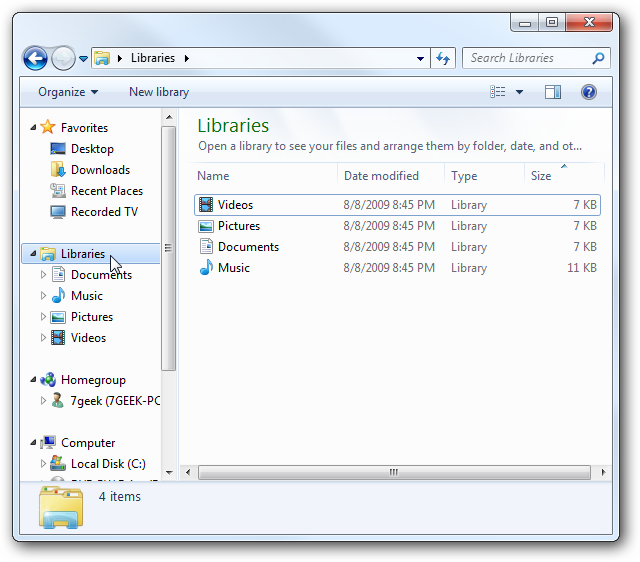 Libraries
Search Libraries
Organize
New library
Favorites
Desktop
Downloads
Recent Places
Recorded TV
Libraries
Documents
Music
Pictures
Videos
Homegroup
7geek (7GEEK-PC
Computer
Local Disk (C:)
Libraries
Open a library to see your files and arrange them by folder, date, and ot...
Name Date modified Type Size
Videos 8/8/2009 8:45 PM Library 7 KB
Pictures 8/8/2009 8:45 PM Library 7 KB
Documents 8/8/2009 8:45 PM Library 7 KB
Music 8/8/2009 8:45 PM Library 11 KB
4 items